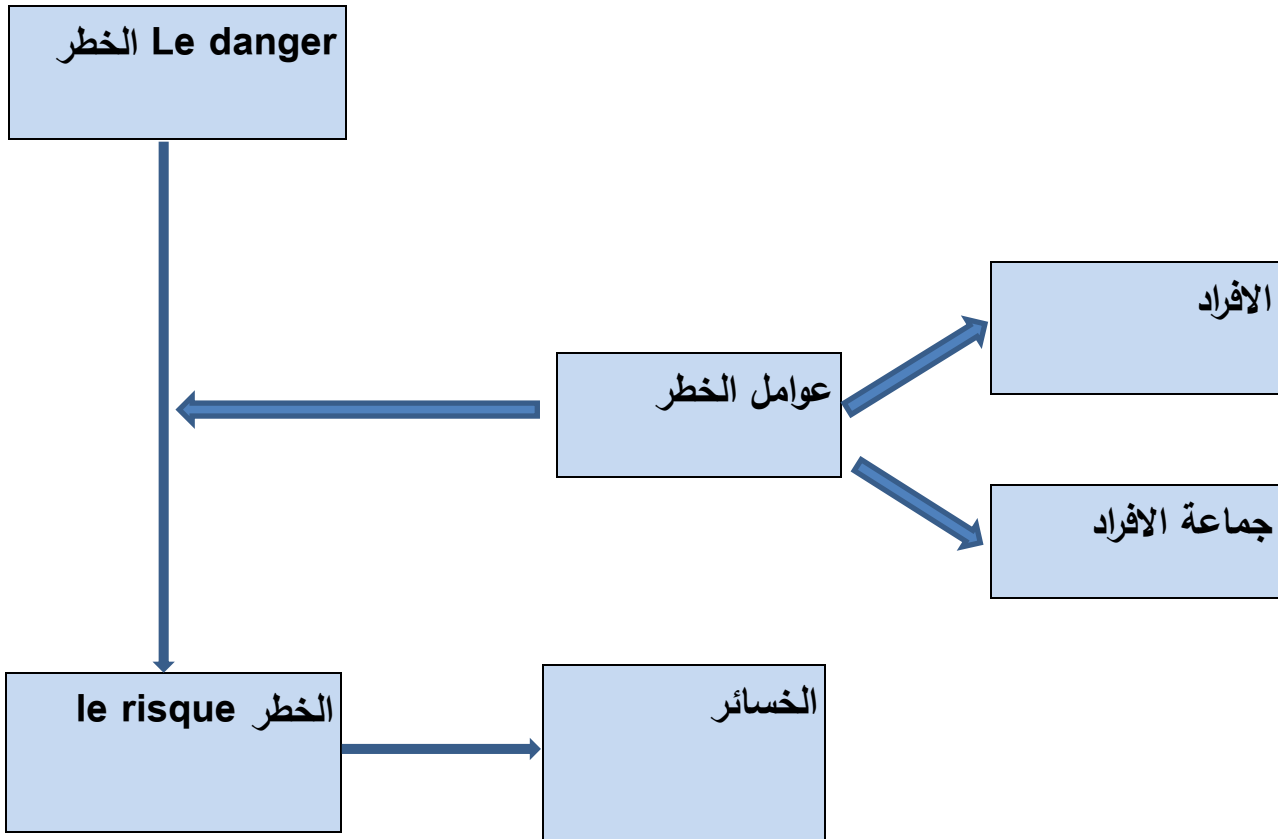 الخطر Le danger
الافراد
عوامل الخطر
جماعة الافراد
الخطر le risque
الخسائر